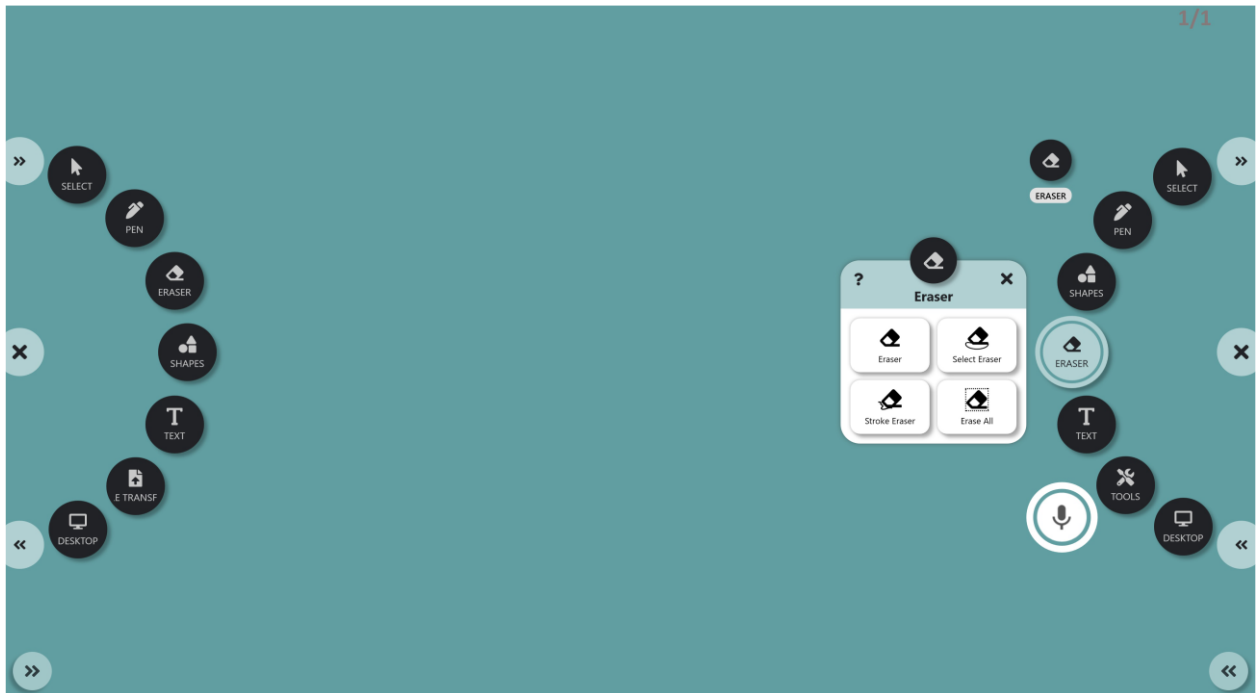 1/1
SELECT
PEN
ERASER
SHAPES
TEXT
E TRANSF
DESKTOP
?
Eraser
Eraser
Select Eraser
Stroke Eraser
Erase All
ERASER
SELECT
PEN
SHAPES
ERASER
TEXT
TOOLS
DESKTOP